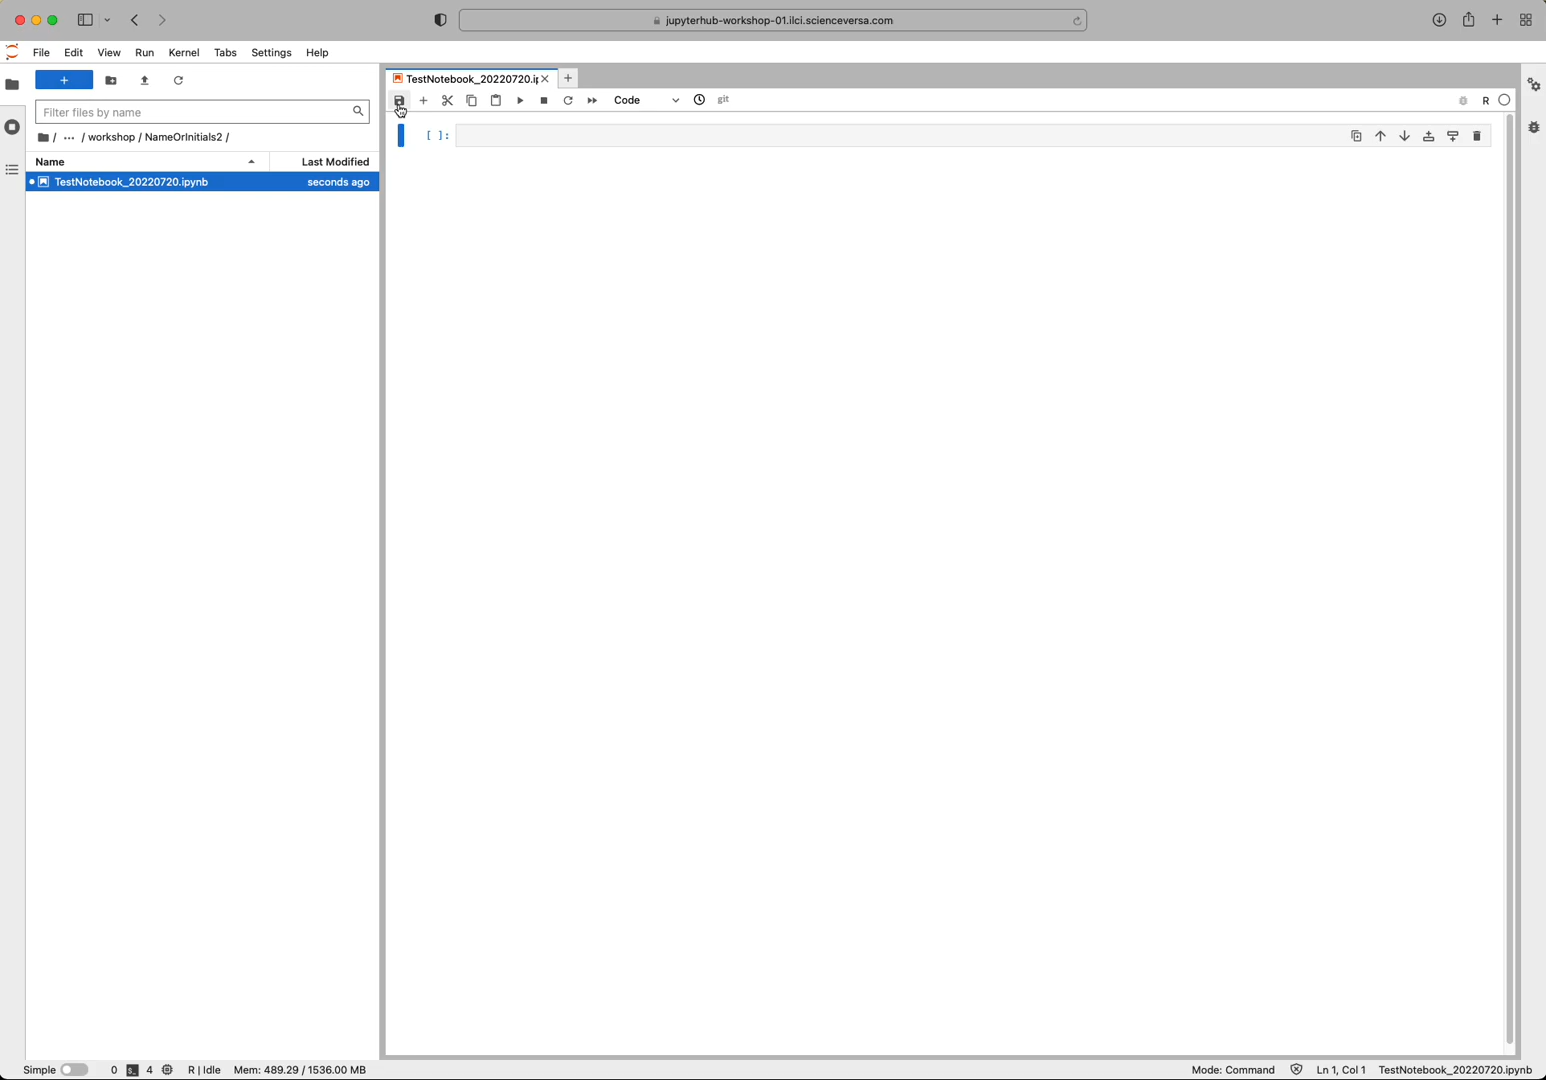 jupyterhub-workshop-01.ilci.scienceversa.com
File Edit View Run Kernel Tabs Settings Help
TestNotebook_20220720.ip
Code git R
Filter files by name
/ ··· / workshop / NameOrInitials2 /
Name Last Modified
TestNotebook_20220720.ipynb seconds ago
[ ]:
Simple 0 4 R | Idle Mem: 489.29 / 1536.00 MB Mode: Command Ln 1, Col 1 TestNotebook_20220720.ipynb